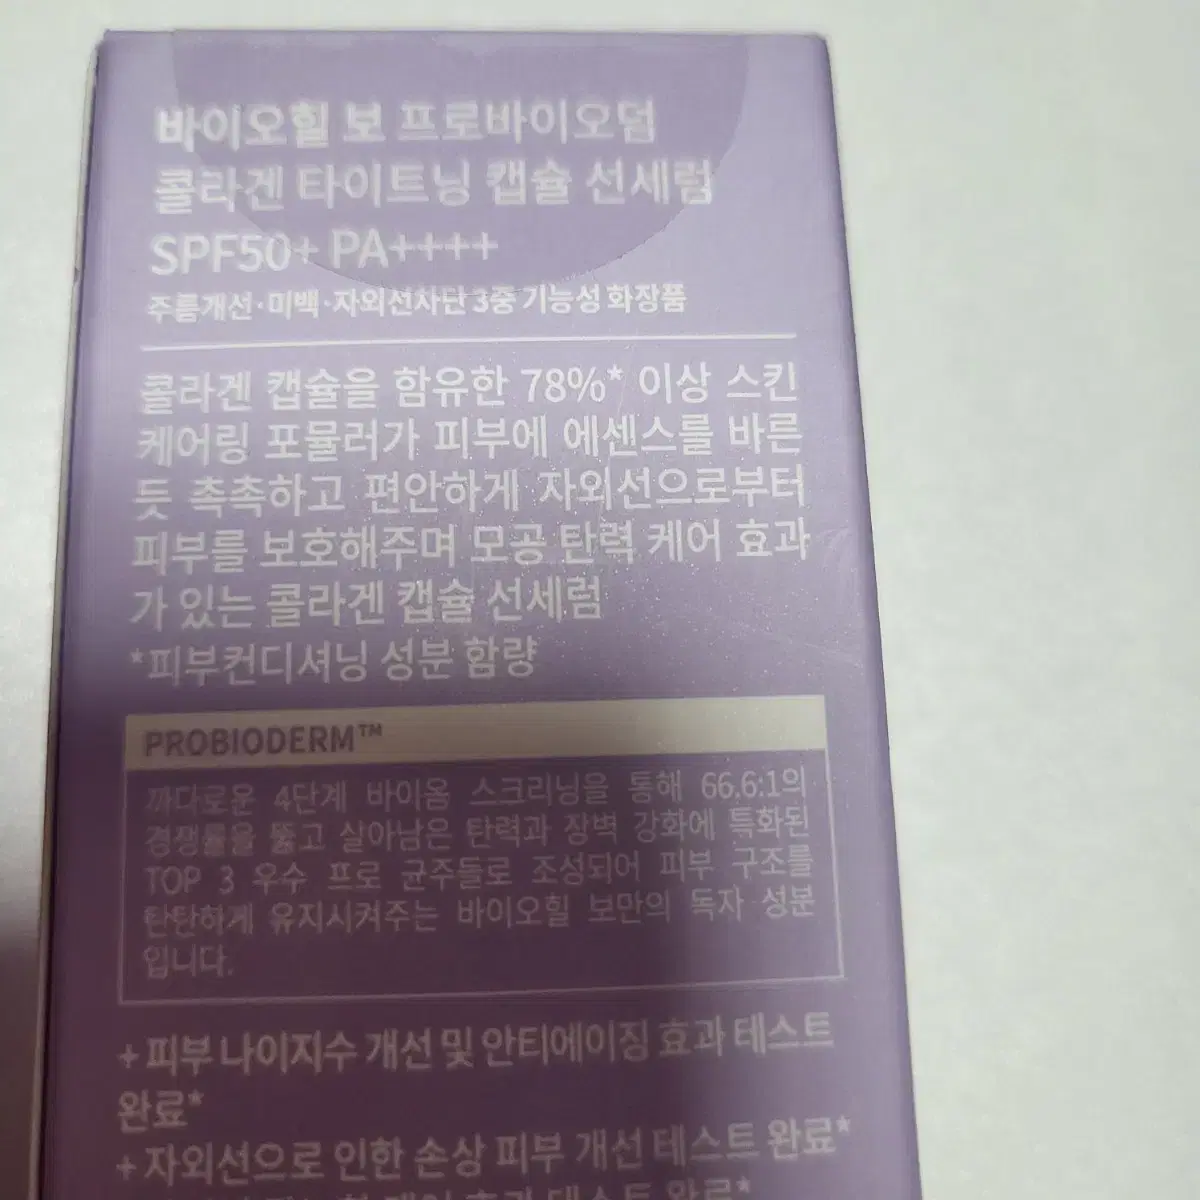 바이오힐 보 프로바이오덤
콜라겐 타이트닝 캡슐 선세럼
SPF50+ PA++++
주름개선·미백·자외선차단 3중 기능성 화장품
콜라겐 캡슐을 함유한 78%* 이상 스킨
케어링 포뮬러가 피부에 에센스를 바른
듯 촉촉하고 편안하게 자외선으로부터
피부를 보호해주며 모공 탄력 케어 효과
가 있는 콜라겐 캡슐 선세럼
*피부컨디셔닝 성분 함량
PROBIODERM™
까다로운 4단계 바이옴 스크리닝을 통해 66.6:1의
경쟁률을 뚫고 살아남은 탄력과 장벽 강화에 특화된
TOP 3 우수 프로 균주들로 조성되어 피부 구조를
탄탄하게 유지시켜주는 바이오힐 보만의 독자 성분
입니다.
+ 피부 나이지수 개선 및 안티에이징 효과 테스트
완료*
+ 자외선으로 인한 손상 피부 개선 테스트 완료*
케어 효과 테스트 완료*